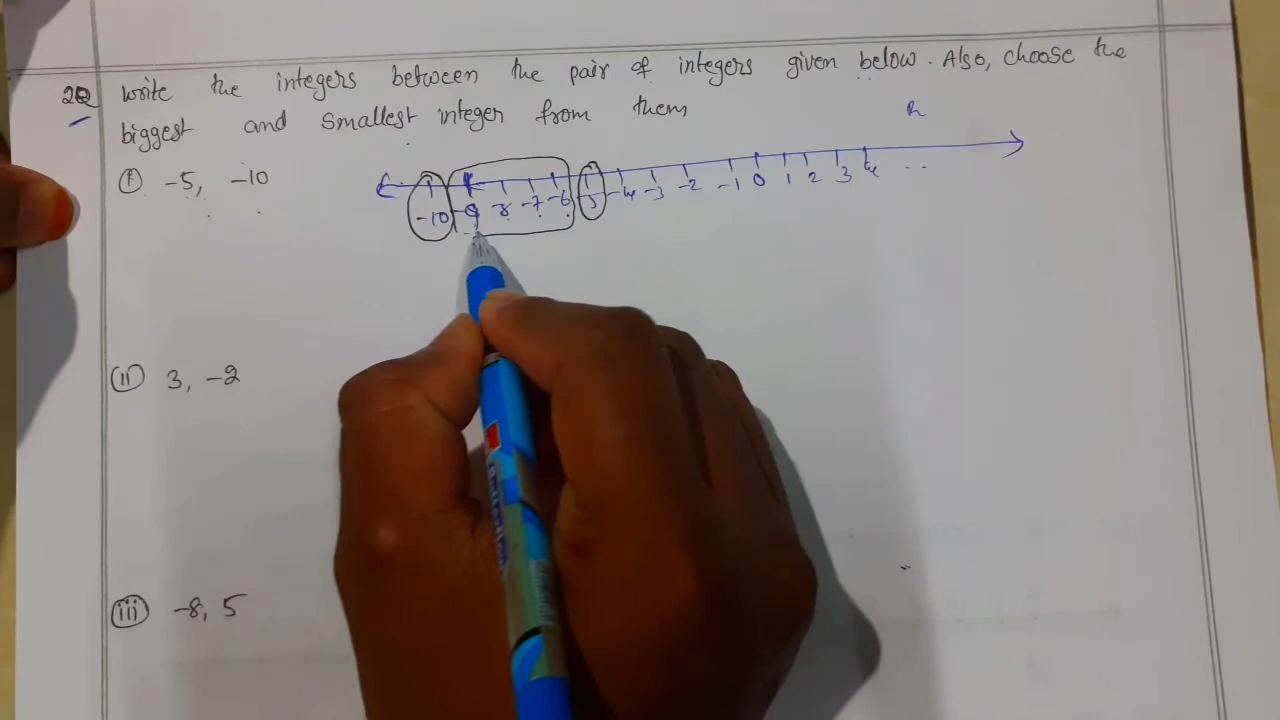 2Q write the integers between the pair of integers given below. Also, choose the
biggest and smallest integer from them
(i) -5, -10
-10 -9 -8 -7 -6 -5 -4 -3 -2 -1 0 1 2 3 4 ...
(ii) 3, -2
(iii) -8, 5